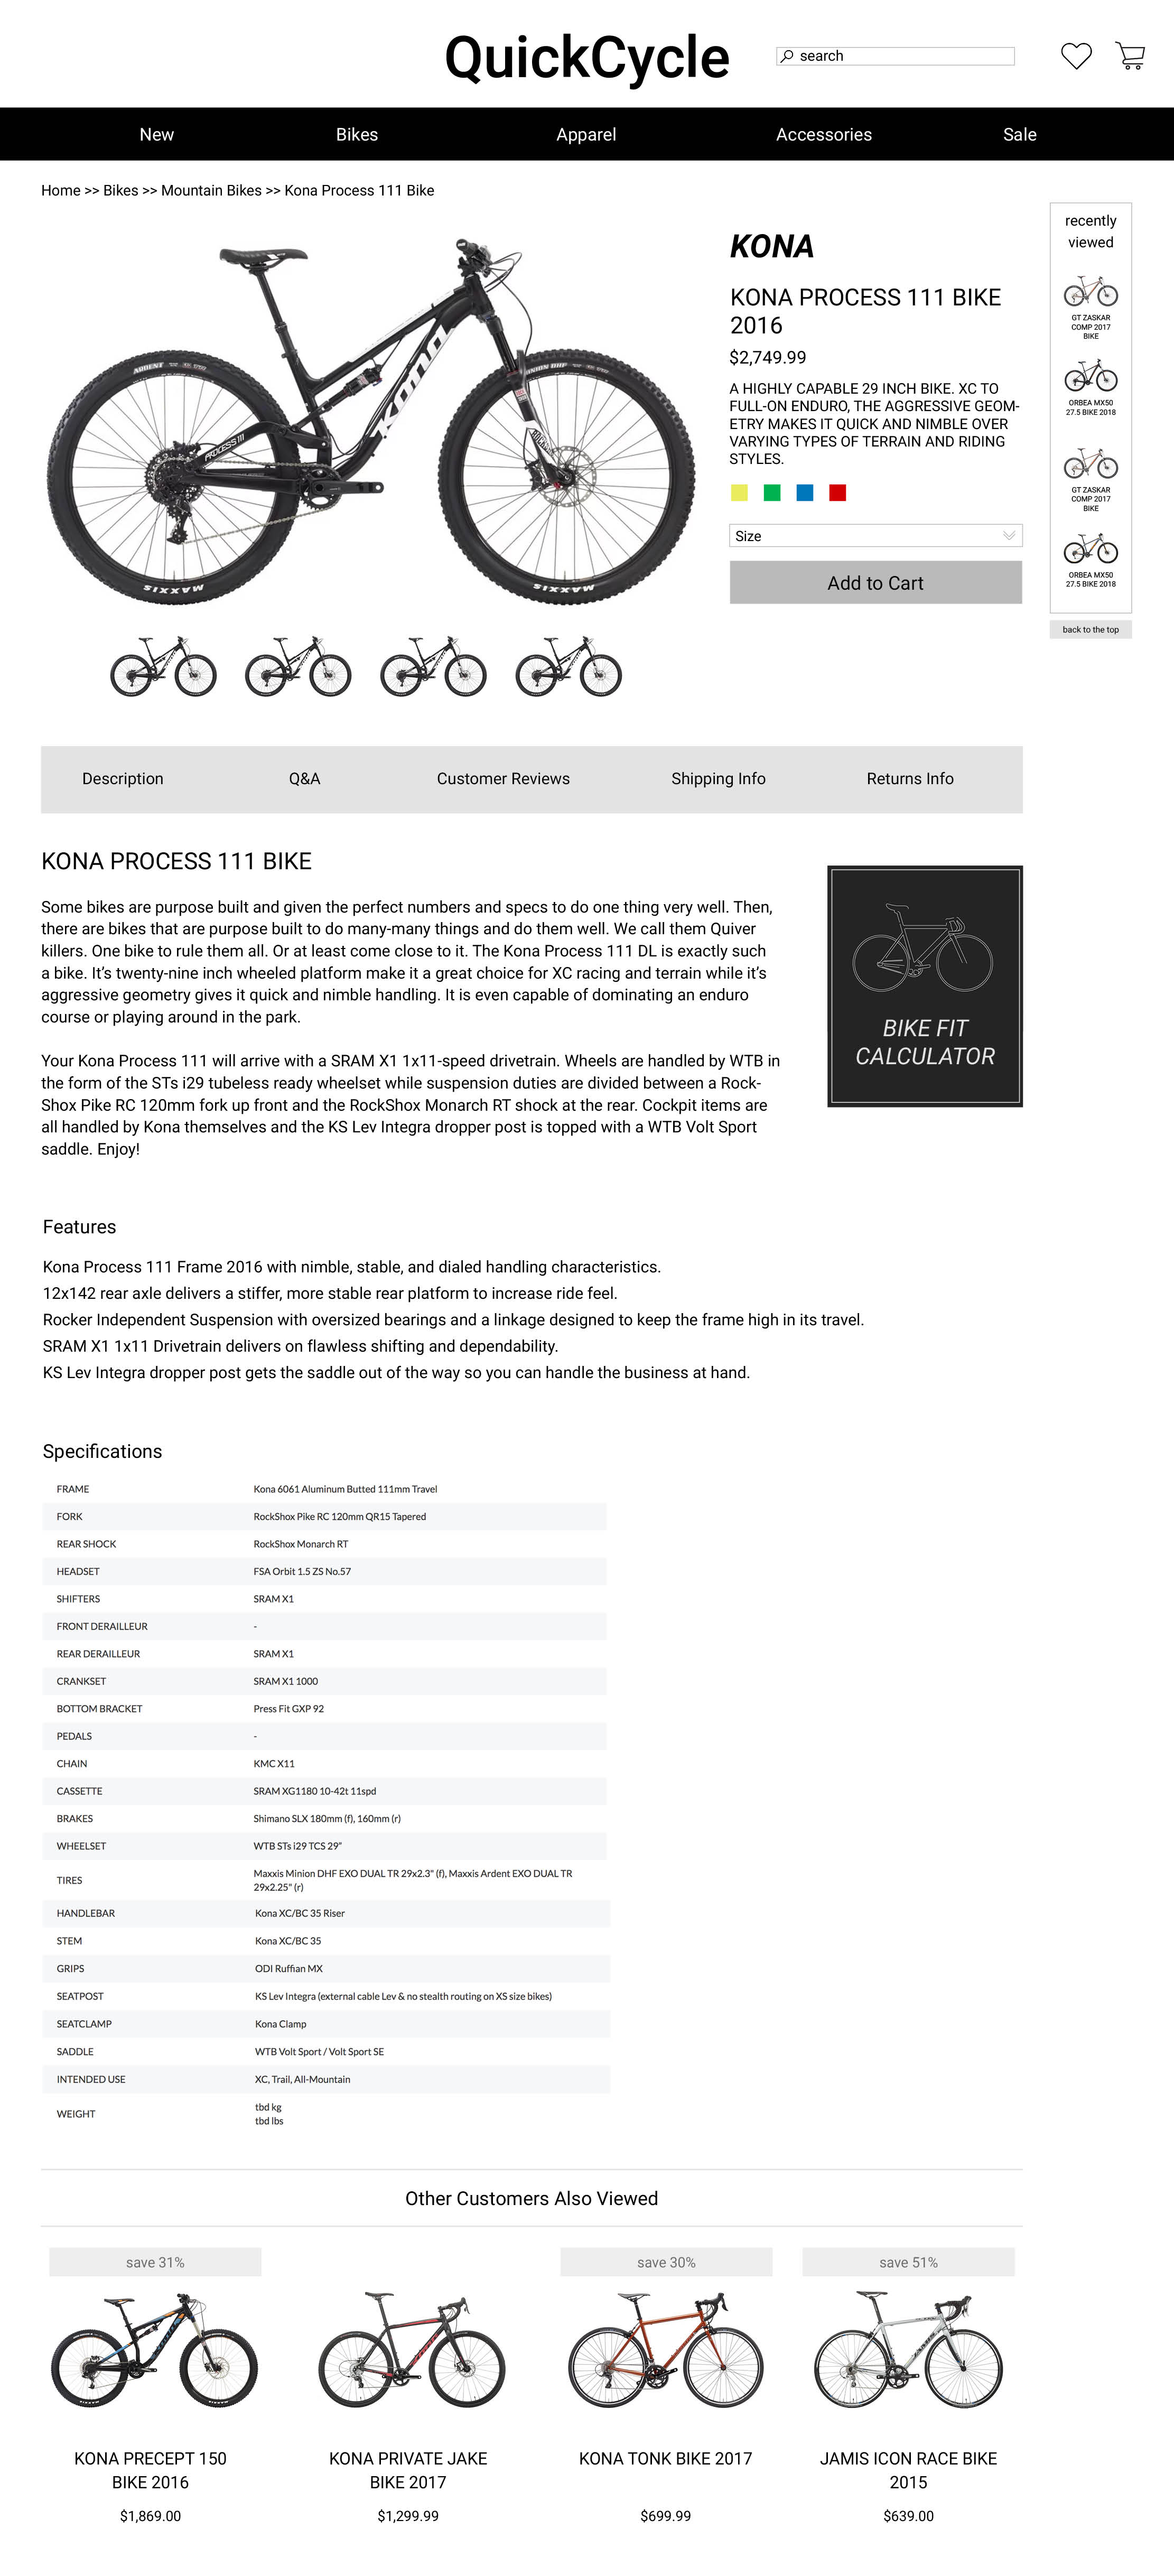 QuickCycle
search
New
Bikes
Apparel
Accessories
Sale
Home >> Bikes >> Mountain Bikes >> Kona Process 111 Bike
ARGENT
MINION DHF
kona
PROCESS 111
MAXXIS
MAXXIS
KONA
KONA PROCESS 111 BIKE
2016
$2,749.99
A HIGHLY CAPABLE 29 INCH BIKE. XC TO
FULL-ON ENDURO, THE AGGRESSIVE GEOM-
ETRY MAKES IT QUICK AND NIMBLE OVER
VARYING TYPES OF TERRAIN AND RIDING
STYLES.
Size
Add to Cart
recently
viewed
GT ZASKAR
COMP 2017
BIKE
ORBEA MX50
27.5 BIKE 2018
GT ZASKAR
COMP 2017
BIKE
ORBEA MX50
27.5 BIKE 2018
back to the top
Description
Q&A
Customer Reviews
Shipping Info
Returns Info
KONA PROCESS 111 BIKE
Some bikes are purpose built and given the perfect numbers and specs to do one thing very well. Then,
there are bikes that are purpose built to do many-many things and do them well. We call them Quiver
killers. One bike to rule them all. Or at least come close to it. The Kona Process 111 DL is exactly such
a bike. It's twenty-nine inch wheeled platform make it a great choice for XC racing and terrain while it's
aggressive geometry gives it quick and nimble handling. It is even capable of dominating an enduro
course or playing around in the park.
Your Kona Process 111 will arrive with a SRAM X1 1x11-speed drivetrain. Wheels are handled by WTB in
the form of the STs i29 tubeless ready wheelset while suspension duties are divided between a Rock-
Shox Pike RC 120mm fork up front and the RockShox Monarch RT shock at the rear. Cockpit items are
all handled by Kona themselves and the KS Lev Integra dropper post is topped with a WTB Volt Sport
saddle. Enjoy!
BIKE FIT
CALCULATOR
Features
Kona Process 111 Frame 2016 with nimble, stable, and dialed handling characteristics.
12x142 rear axle delivers a stiffer, more stable rear platform to increase ride feel.
Rocker Independent Suspension with oversized bearings and a linkage designed to keep the frame high in its travel.
SRAM X1 1x11 Drivetrain delivers on flawless shifting and dependability.
KS Lev Integra dropper post gets the saddle out of the way so you can handle the business at hand.
Specifications
FRAME Kona 6061 Aluminum Butted 111mm Travel
FORK RockShox Pike RC 120mm QR15 Tapered
REAR SHOCK RockShox Monarch RT
HEADSET FSA Orbit 1.5 ZS No.57
SHIFTERS SRAM X1
FRONT DERAILLEUR -
REAR DERAILLEUR SRAM X1
CRANKSET SRAM X1 1000
BOTTOM BRACKET Press Fit GXP 92
PEDALS -
CHAIN KMC X11
CASSETTE SRAM XG1180 10-42t 11spd
BRAKES Shimano SLX 180mm (f), 160mm (r)
WHEELSET WTB STs i29 TCS 29"
TIRES Maxxis Minion DHF EXO DUAL TR 29x2.3" (f), Maxxis Ardent EXO DUAL TR
29x2.25" (r)
HANDLEBAR Kona XC/BC 35 Riser
STEM Kona XC/BC 35
GRIPS ODI Ruffian MX
SEATPOST KS Lev Integra (external cable Lev & no stealth routing on XS size bikes)
SEATCLAMP Kona Clamp
SADDLE WTB Volt Sport / Volt Sport SE
INTENDED USE XC, Trail, All-Mountain
WEIGHT tbd kg
tbd lbs
Other Customers Also Viewed
save 31%
save 30%
save 51%
KONA PRECEPT 150
BIKE 2016
$1,869.00
KONA PRIVATE JAKE
BIKE 2017
$1,299.99
KONA TONK BIKE 2017
$699.99
JAMIS ICON RACE BIKE
2015
$639.00